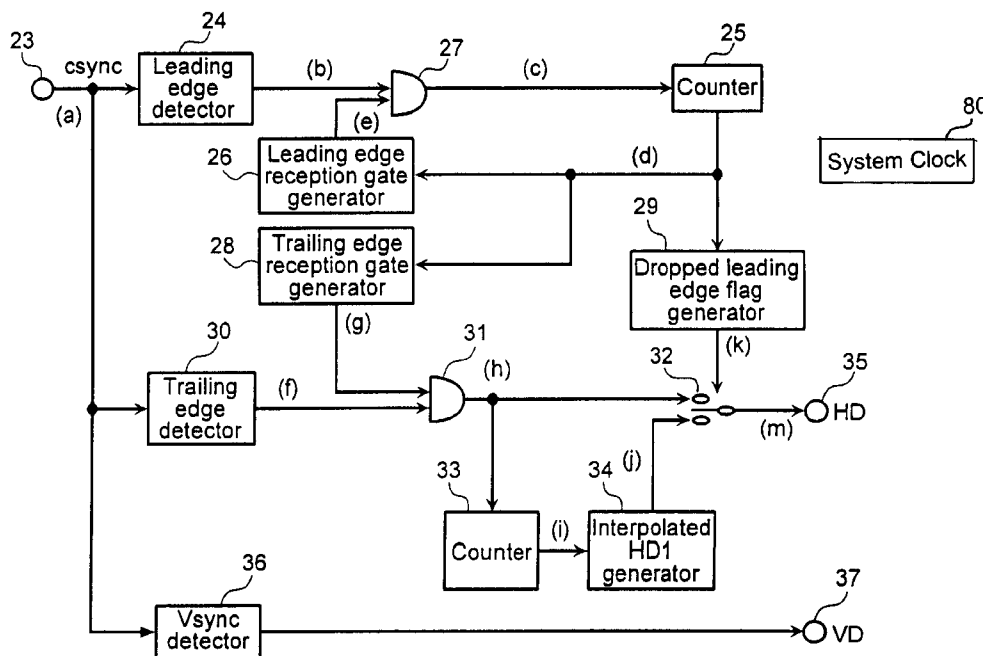 23
csync
(a)
24
Leading
edge
detector
(b)
27
(c)
25
Counter
80
System Clock
(e)
26
Leading edge
reception gate
generator
(d)
28
Trailing edge
reception gate
generator
(g)
29
Dropped leading
edge flag
generator
(k)
30
Trailing
edge
detector
(f)
31
(h)
32
35
HD
(m)
(j)
33
Counter
(i)
34
Interpolated
HD1
generator
36
Vsync
detector
37
VD